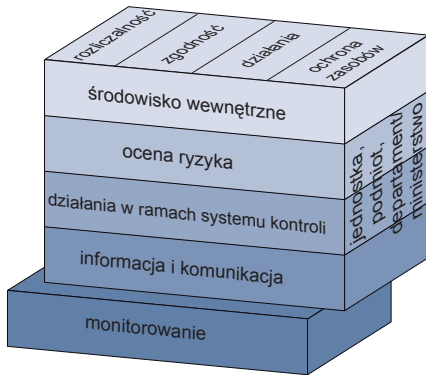 rozliczalność
zgodność
działania
ochrona
zasobów
środowisko wewnętrzne
ocena ryzyka
działania w ramach systemu kontroli
informacja i komunikacja
monitorowanie
jednostka,
podmiot,
departament/
ministerstwo